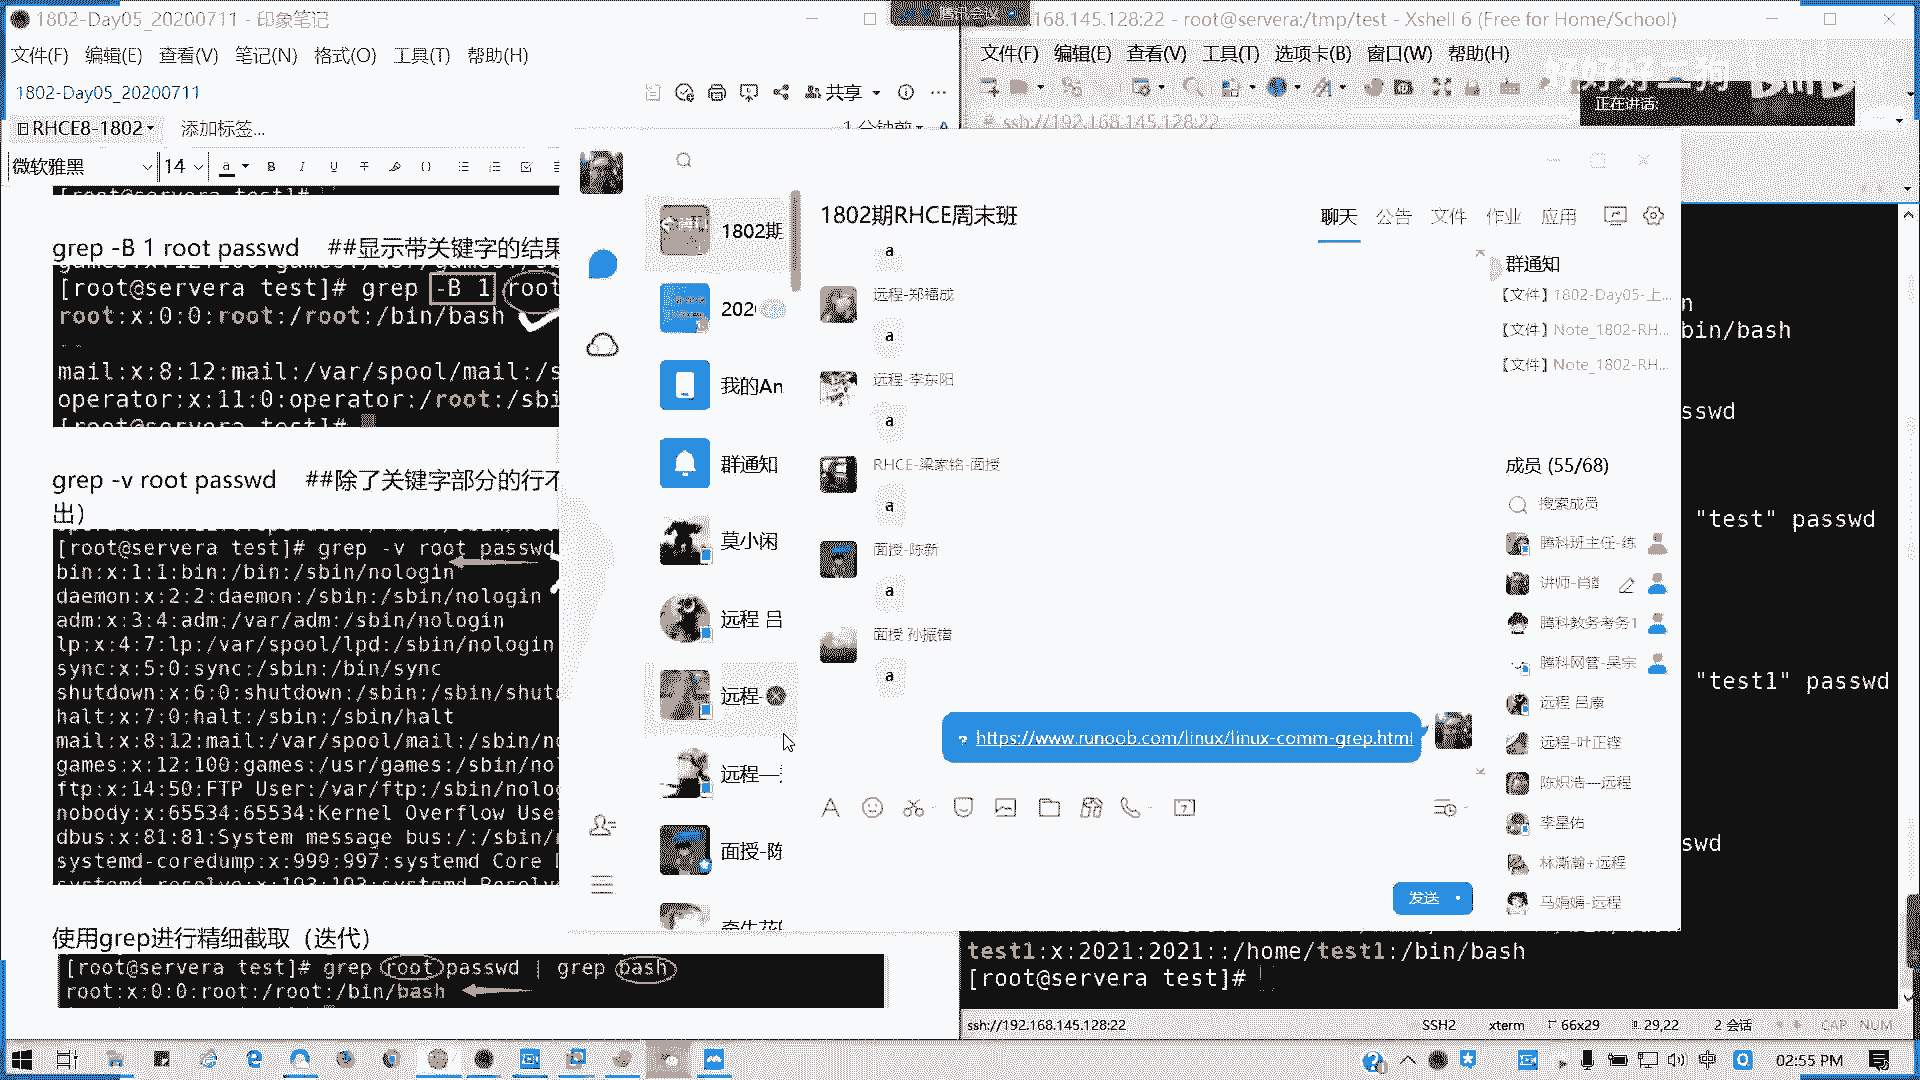 1802-Day05_20200711 - 印象笔记
文件(F) 编辑(E) 查看(V) 笔记(N) 格式(O) 工具(T) 帮助(H)
1802-Day05_20200711
共享
RHCE8-1802
添加标签...
1 分钟前
微软雅黑
14
grep -B 1 root passwd ##显示带关键字的结果
[root@servera test]# grep -B 1 root
root:x:0:0:root:/root:/bin/bash
--
mail:x:8:12:mail:/var/spool/mail:/s
operator:x:11:0:operator:/root:/sbi
[root@servera test]#
grep -v root passwd ##除了关键字部分的行不
出）
[root@servera test]# grep -v root passwd
bin:x:1:1:bin:/bin:/sbin/nologin
daemon:x:2:2:daemon:/sbin:/sbin/nologin
adm:x:3:4:adm:/var/adm:/sbin/nologin
lp:x:4:7:lp:/var/spool/lpd:/sbin/nologin
sync:x:5:0:sync:/sbin:/bin/sync
shutdown:x:6:0:shutdown:/sbin:/sbin/shut
halt:x:7:0:halt:/sbin:/sbin/halt
mail:x:8:12:mail:/var/spool/mail:/sbin/no
games:x:12:100:games:/usr/games:/sbin/nol
ftp:x:14:50:FTP User:/var/ftp:/sbin/nolog
nobody:x:65534:65534:Kernel Overflow Use
dbus:x:81:81:System message bus:/:/sbin/n
systemd-coredump:x:999:997:systemd Core D
使用grep进行精细截取（迭代）
[root@servera test]# grep root passwd | grep bash
root:x:0:0:root:/root:/bin/bash
腾讯会议
168.145.128:22 - root@servera:/tmp/test - Xshell 6 (Free for Home/School)
文件(F) 编辑(E) 查看(V) 工具(T) 选项卡(B) 窗口(W) 帮助(H)
正在讲话:
ssh://192.168.145.128:22
1802期
202
我的An
群通知
莫小闲
远程 吕
远程-
远程—
面授-陈
1802期RHCE周末班
聊天 公告 文件 作业 应用
a
远程-郑福成
a
远程-李东阳
a
RHCE-梁家铭-面授
a
面授-陈新
a
面授 孙振锴
a
https://www.runoob.com/linux/linux-comm-grep.html
发送
群通知
【文件】1802-Day05-上...
【文件】Note_1802-RH...
【文件】Note_1802-RH...
成员 (55/68)
搜索成员
腾科班主任-练
讲师-肖
腾科教务考务1
腾科网管-吴宗
远程 吕
远程-叶正铿
陈炽浩—远程
李星佑
林渐瀚+远程
马娟娟-远程
n
bin/bash
sswd
"test" passwd
"test1" passwd
swd
test1:x:2021:2021::/home/test1:/bin/bash
[root@servera test]#
ssh://192.168.145.128:22 SSH2 xterm 66x29 29,22 2 会话 CAP NUM
中
02:55 PM